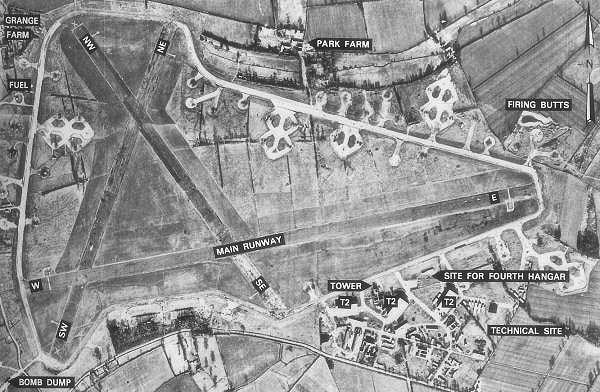 GRANGE
FARM
NW
NE
PARK FARM
FUEL
FIRING BUTTS
E
MAIN RUNWAY
W
SE
SITE FOR FOURTH HANGAR
TOWER
T2
T2
T2
SW
TECHNICAL SITE
BOMB DUMP